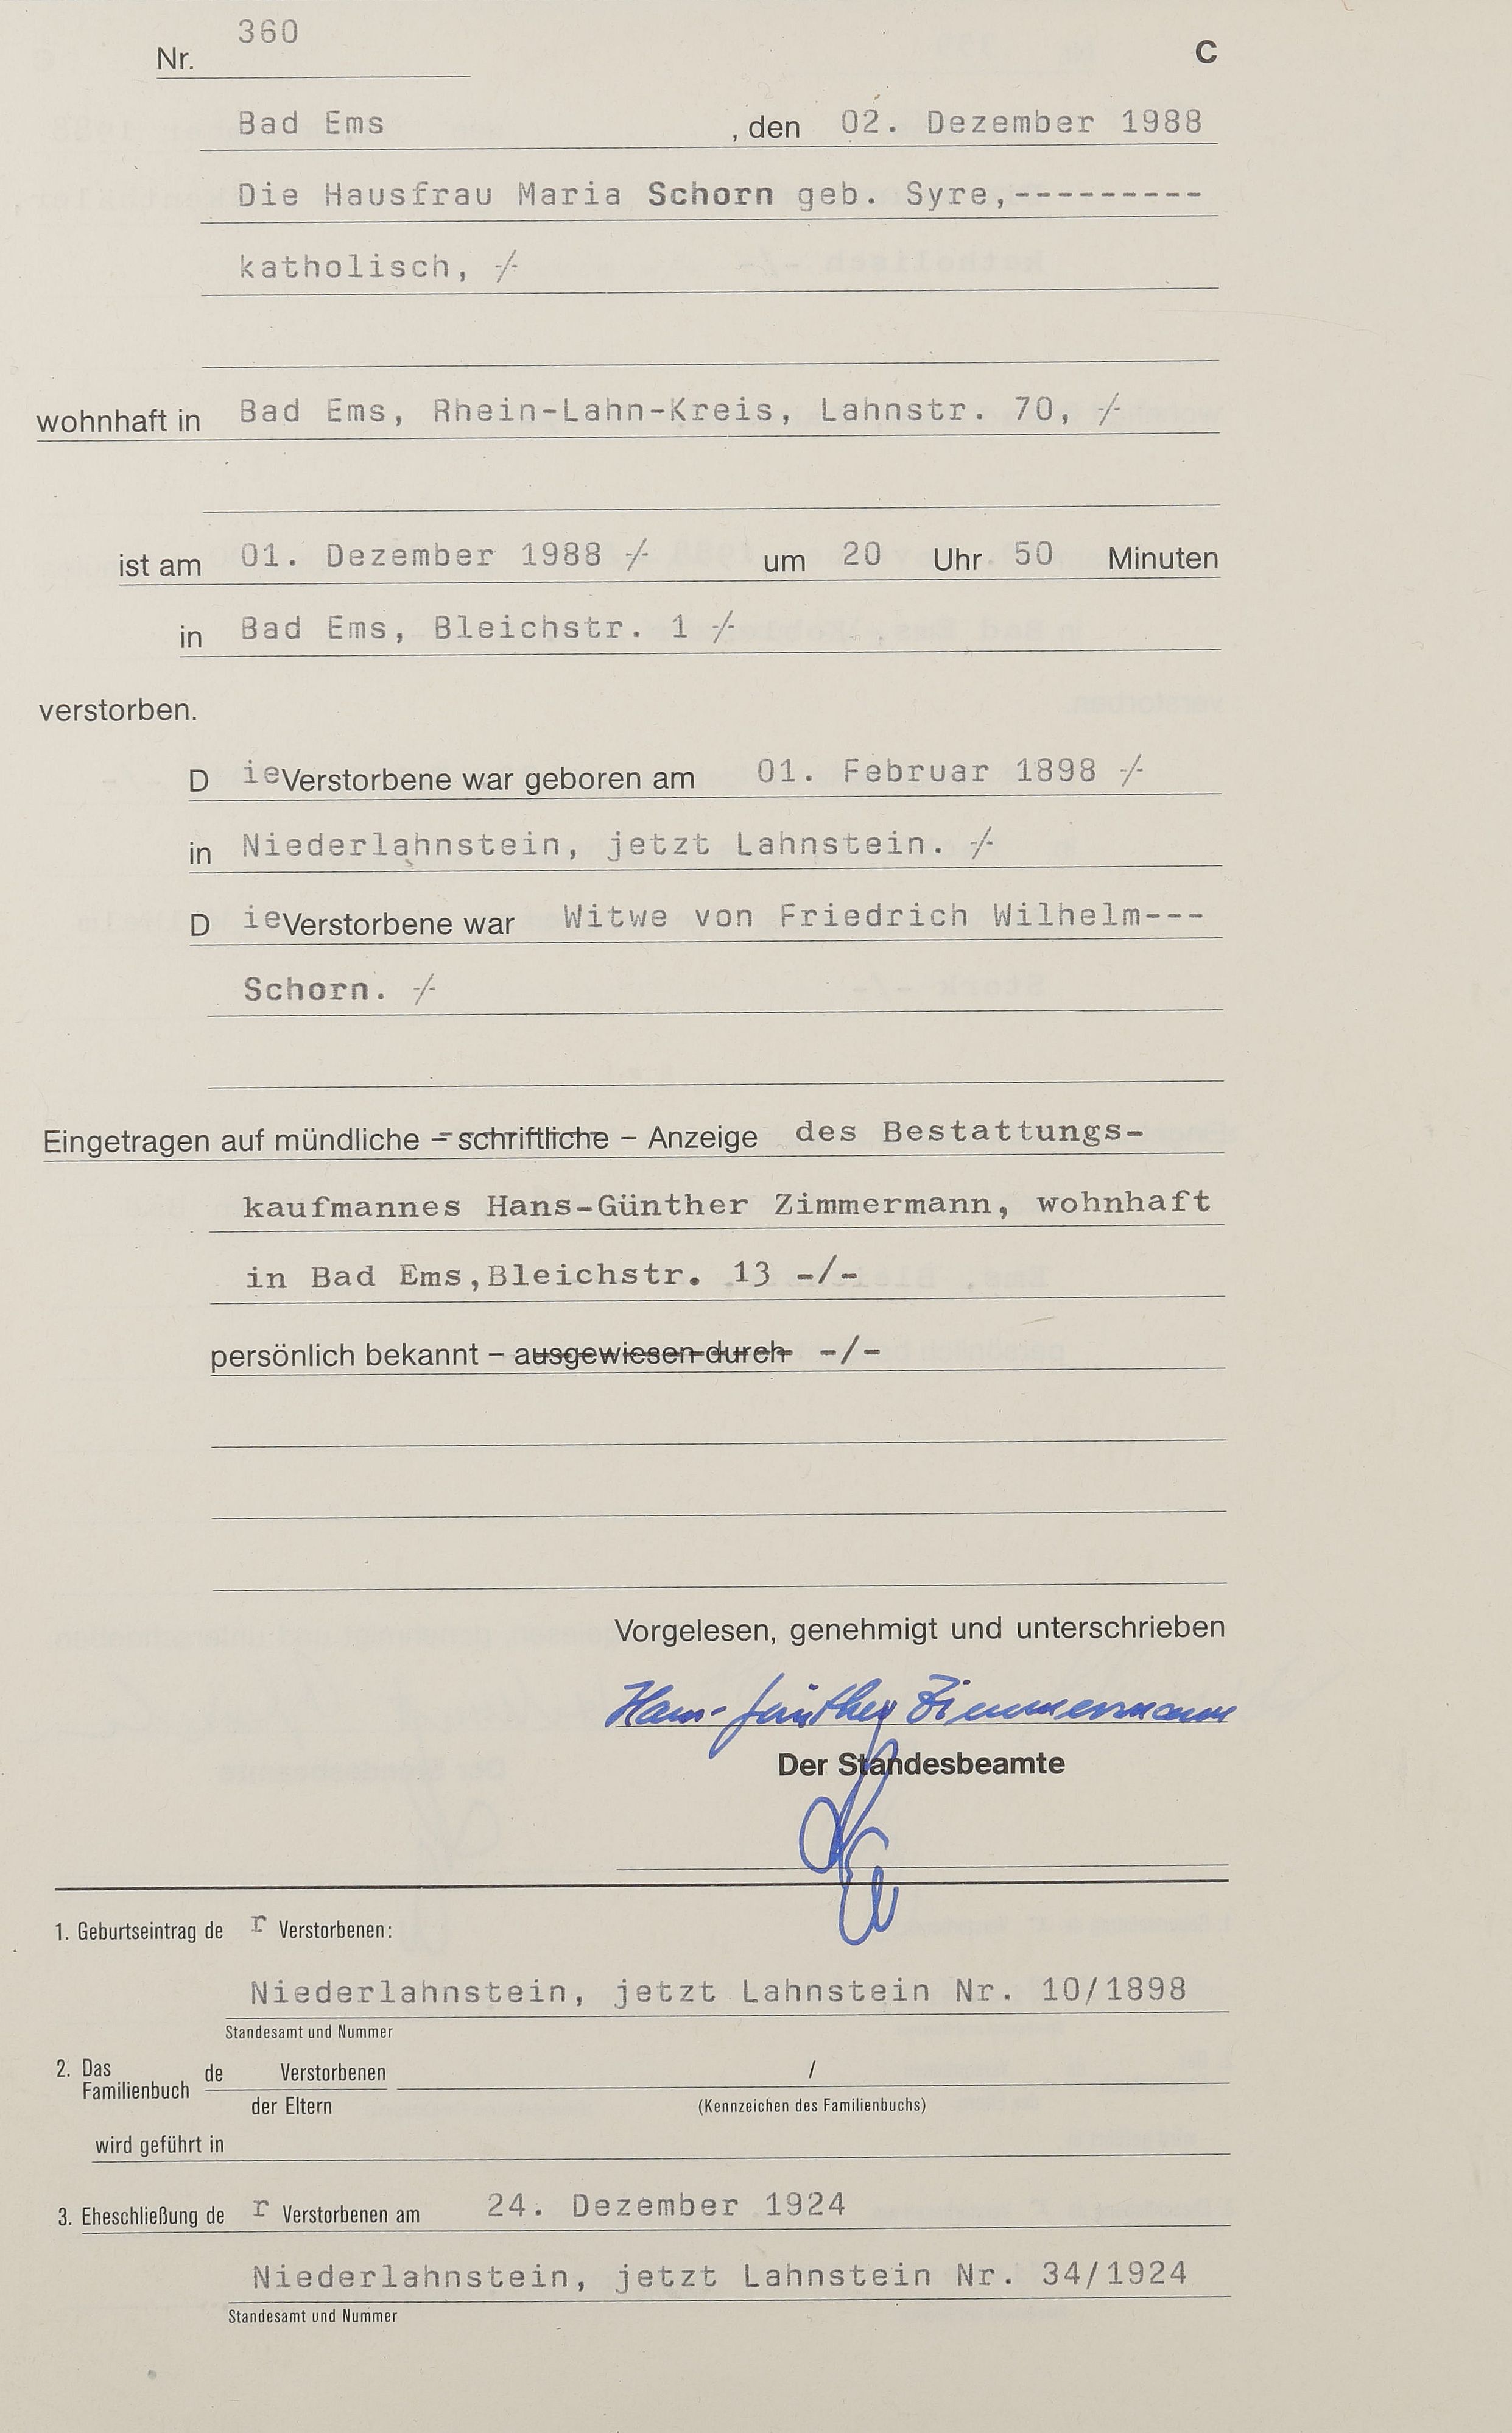 Nr. 360 C
Bad Ems , den 02. Dezember 1988
Die Hausfrau Maria Schorn geb. Syre,---------
katholisch, -/-
wohnhaft in Bad Ems, Rhein-Lahn-Kreis, Lahnstr. 70, -/-
ist am 01. Dezember 1988 -/- um 20 Uhr 50 Minuten
in Bad Ems, Bleichstr. 1 -/-
verstorben.
D ie Verstorbene war geboren am 01. Februar 1898 -/-
in Niederlahnstein, jetzt Lahnstein. -/-
D ie Verstorbene war Witwe von Friedrich Wilhelm---
Schorn. -/-
Eingetragen auf mündliche – schriftliche – Anzeige des Bestattungs-
kaufmannes Hans-Günther Zimmermann, wohnhaft
in Bad Ems,Bleichstr. 13 -/-
persönlich bekannt – ausgewiesen durch -/-
Vorgelesen, genehmigt und unterschrieben
Hans-Günther Zimmermann
Der Standesbeamte
1. Geburtseintrag de r Verstorbenen:
Niederlahnstein, jetzt Lahnstein Nr. 10/1898
Standesamt und Nummer
2. Das Familienbuch de Verstorbenen /
der Eltern (Kennzeichen des Familienbuchs)
wird geführt in
3. Eheschließung de r Verstorbenen am 24. Dezember 1924
Niederlahnstein, jetzt Lahnstein Nr. 34/1924
Standesamt und Nummer